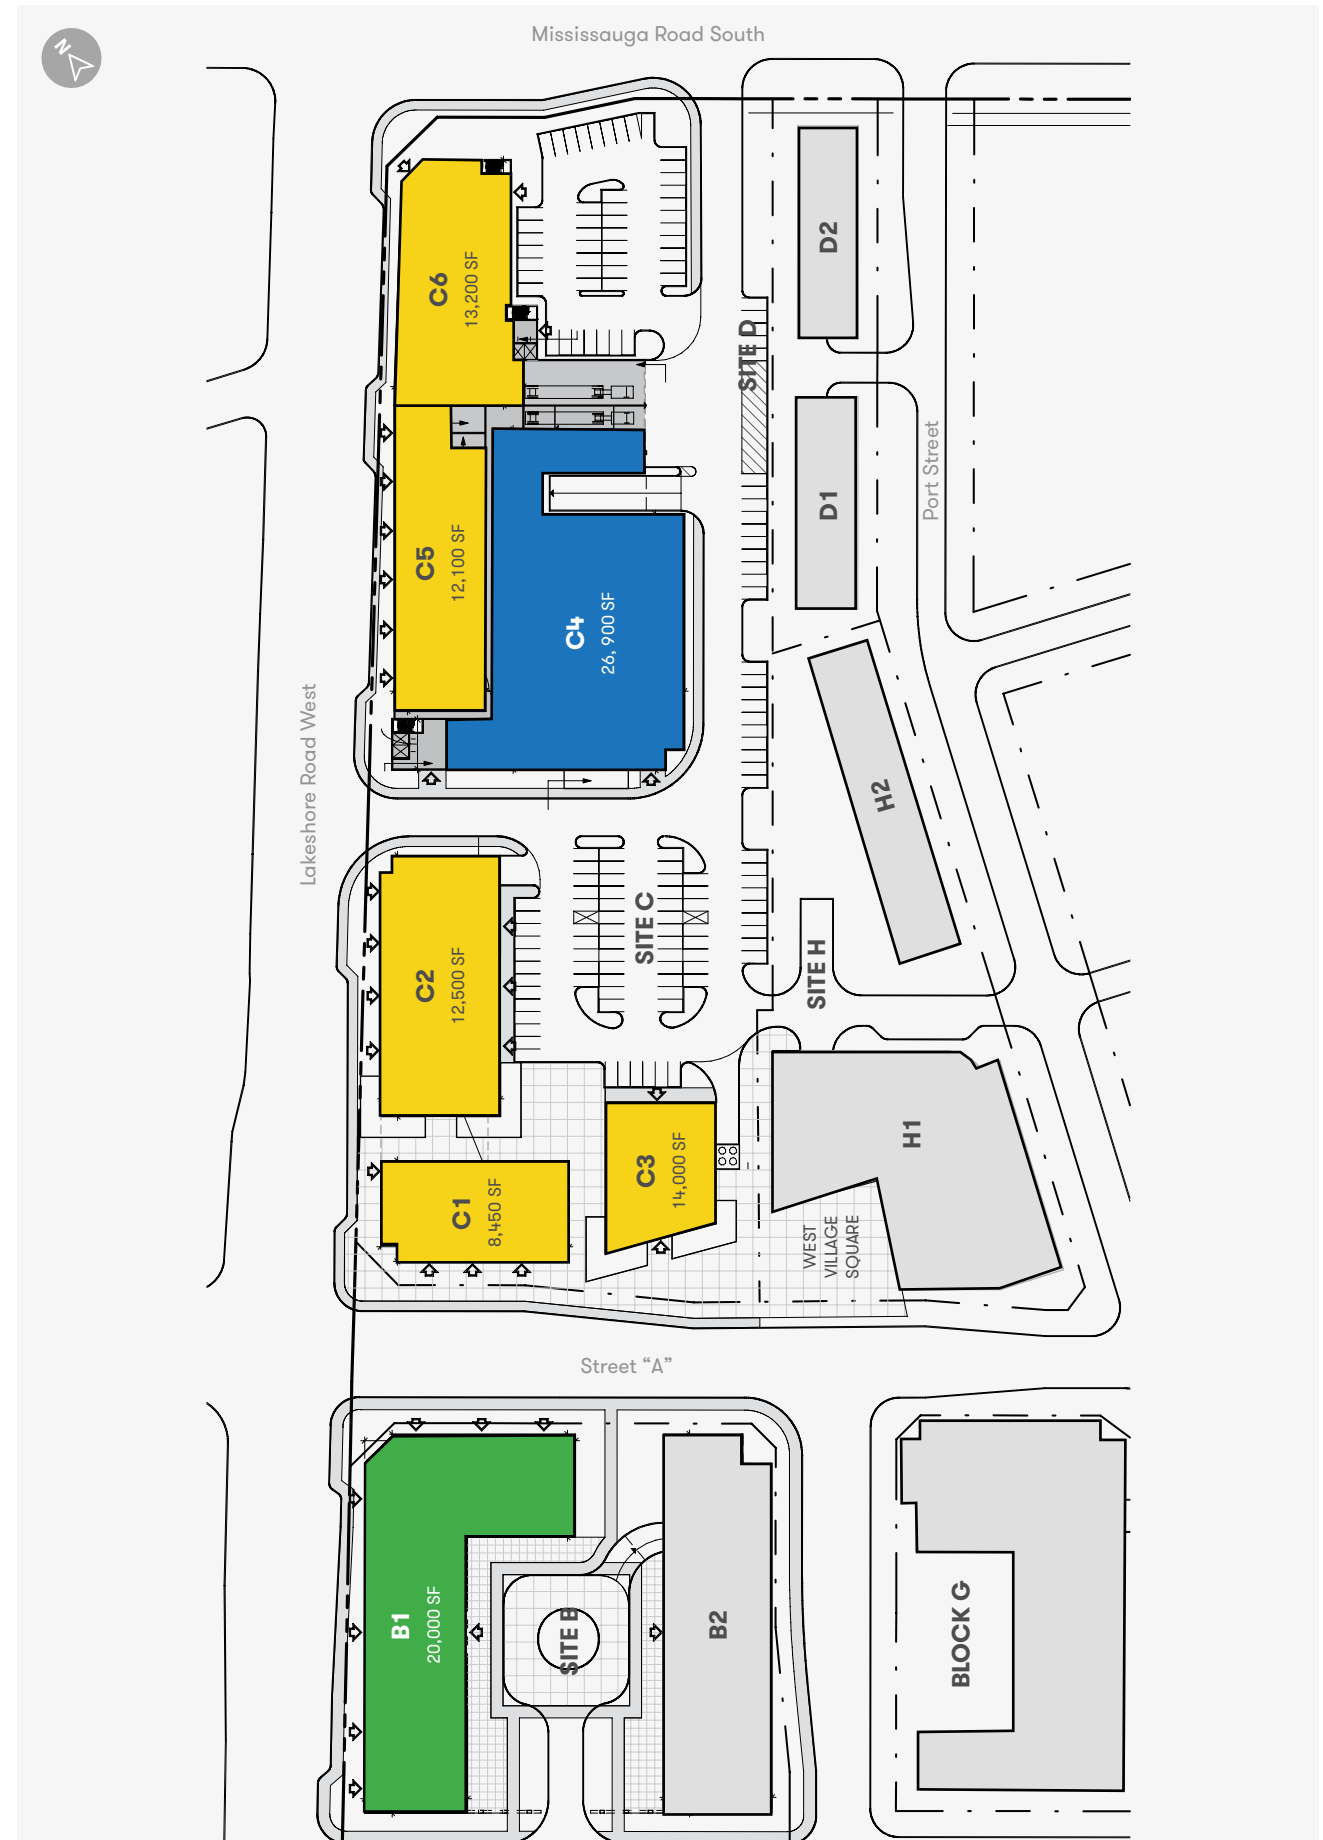 Mississauga Road South
N
D2
C6
13,200 SF
SITE D
Port Street
D1
C5
12,100 SF
C4
26, 900 SF
Lakeshore Road West
H2
SITE C
SITE H
C2
12,500 SF
H1
C3
14,000 SF
C1
8,450 SF
WEST
VILLAGE
SQUARE
Street “A”
B1
20,000 SF
SITE B
B2
BLOCK G